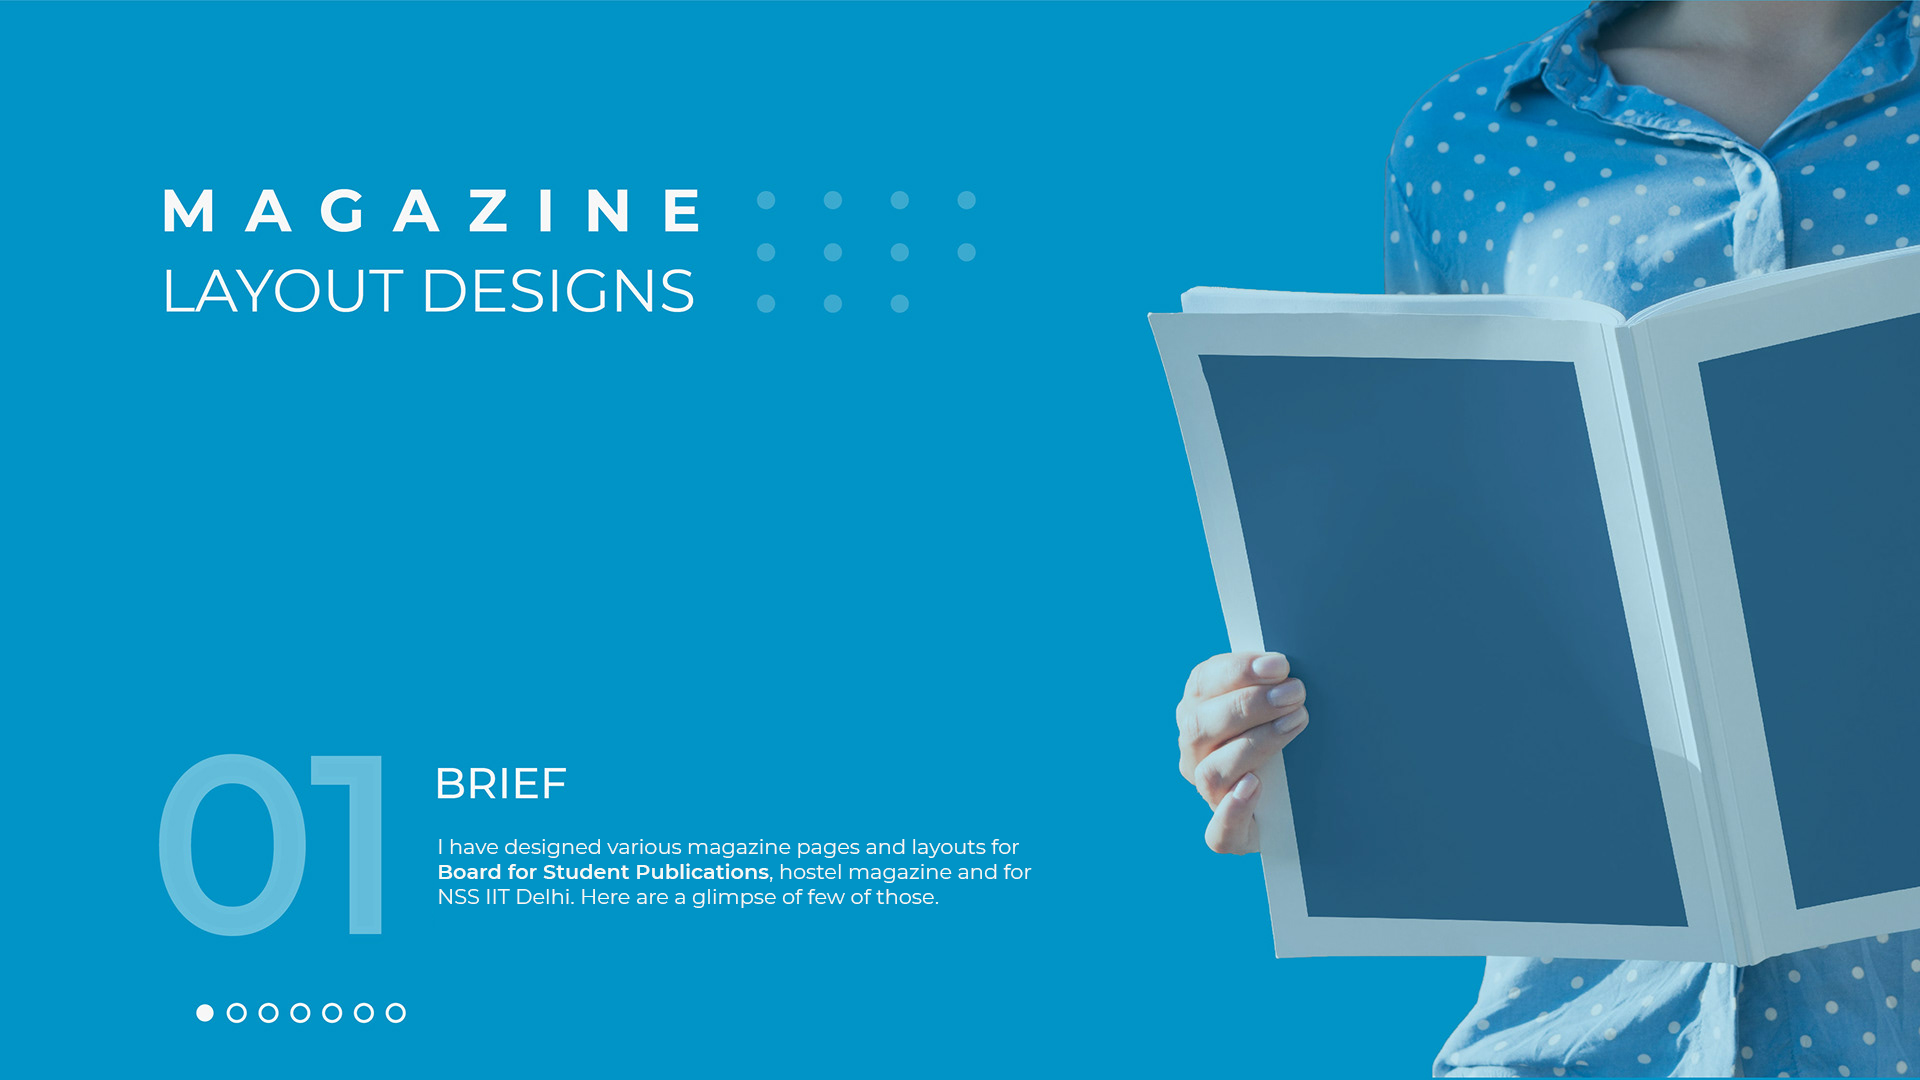 MAGAZINE
LAYOUT DESIGNS
01
BRIEF
I have designed various magazine pages and layouts for
Board for Student Publications, hostel magazine and for
NSS IIT Delhi. Here are a glimpse of few of those.